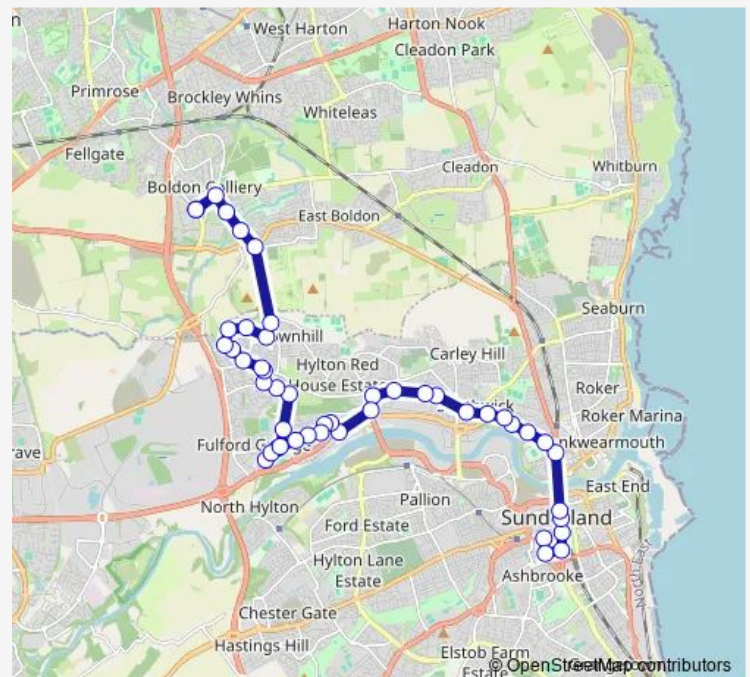 Harton Nook
West Harton
Cleadon Park
Primrose
Brockley Whins
Whiteleas
Fellgate
Cleadon
Whitburn
Boldon
East Boldon
Seaburn
Hylton Red
House Estate
Carley Hill
Roker
Roker Marina
Fulford
East End
North Hylton
Pallion
Ford Estate
Hylton Lane
Estate
Ashbrooke
Chester Gate
Hastings Hill
Elstob Farm
Estate
© OpenStreetMap contributors